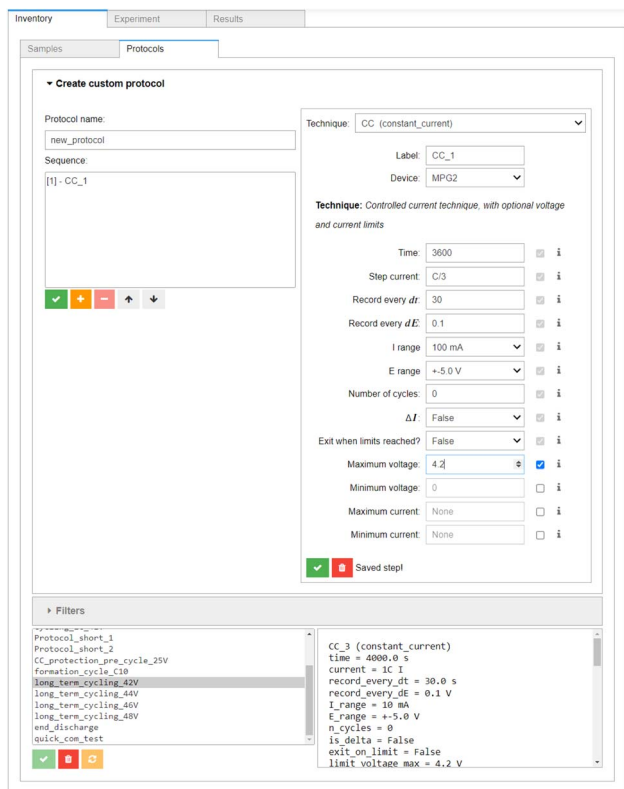 Inventory
Experiment
Results
Samples
Protocols
Create custom protocol
Protocol name:
new_protocol
Sequence:
[1] - CC_1
Technique: CC (constant_current)
Label: CC_1
Device: MPG2
Technique: Controlled current technique, with optional voltage
and current limits
Time: 3600 i
Step current: C/3 i
Record every dt: 30 i
Record every dE: 0.1 i
I range 100 mA i
E range +-5.0 V i
Number of cycles: 0 i
ΔI: False i
Exit when limits reached? False i
Maximum voltage: 4.2 i
Minimum voltage: 0 i
Maximum current: None i
Minimum current: None i
Saved step!
Filters
Protocol_short_1
Protocol_short_2
CC_protection_pre_cycle_25V
formation_cycle_C10
long_term_cycling_42V
long_term_cycling_44V
long_term_cycling_46V
long_term_cycling_48V
end_discharge
quick_com_test
CC_3 (constant_current)
time = 4000.0 s
current = 1C I
record_every_dt = 30.0 s
record_every_dE = 0.1 V
I_range = 10 mA
E_range = +-5.0 V
n_cycles = 0
is_delta = False
exit_on_limit = False
limit_voltage_max = 4.2 V